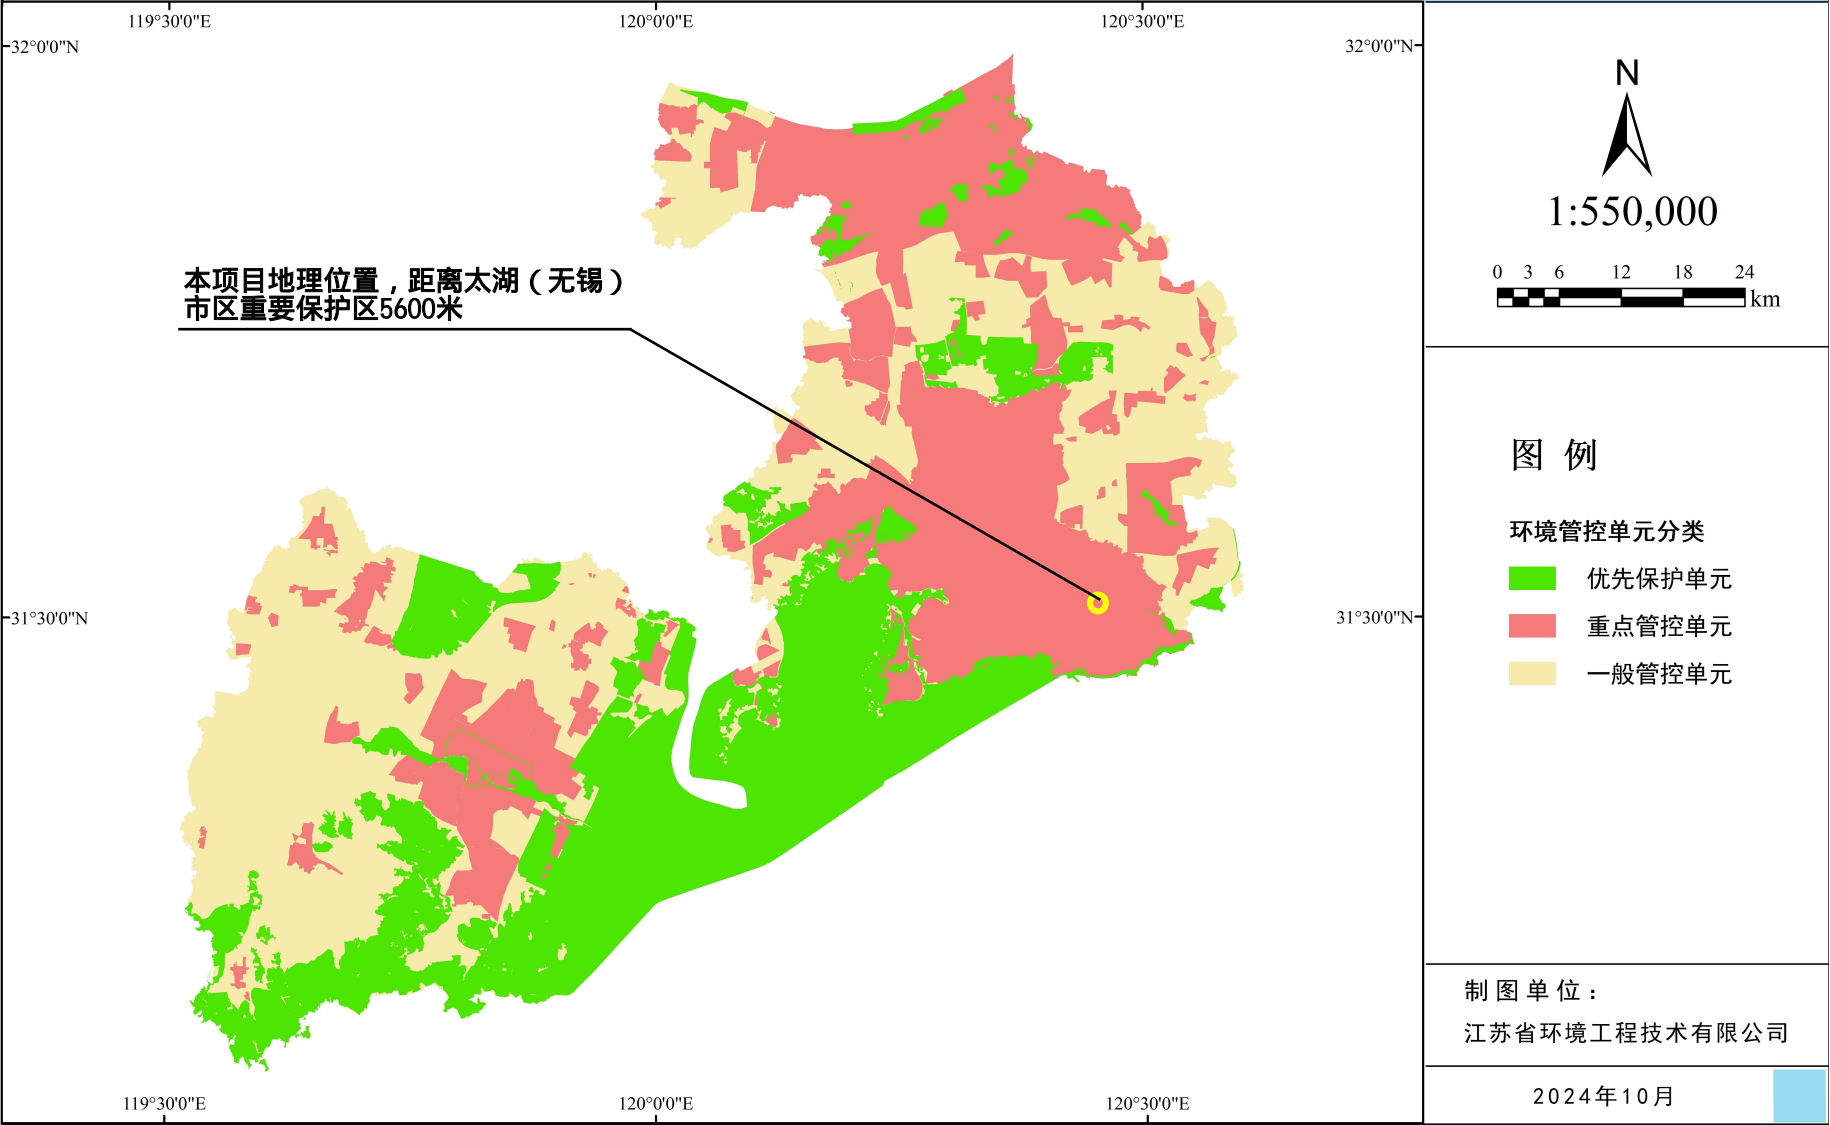 119°30'0"E
120°0'0"E
120°30'0"E
32°0'0"N
32°0'0"N
N
1:550,000
0 3 6 12 18 24
km
本项目地理位置，距离太湖（无锡）
市区重要保护区5600米
图 例
环境管控单元分类
优先保护单元
重点管控单元
一般管控单元
31°30'0"N
31°30'0"N
制图单位：
江苏省环境工程技术有限公司
2024年10月
119°30'0"E
120°0'0"E
120°30'0"E